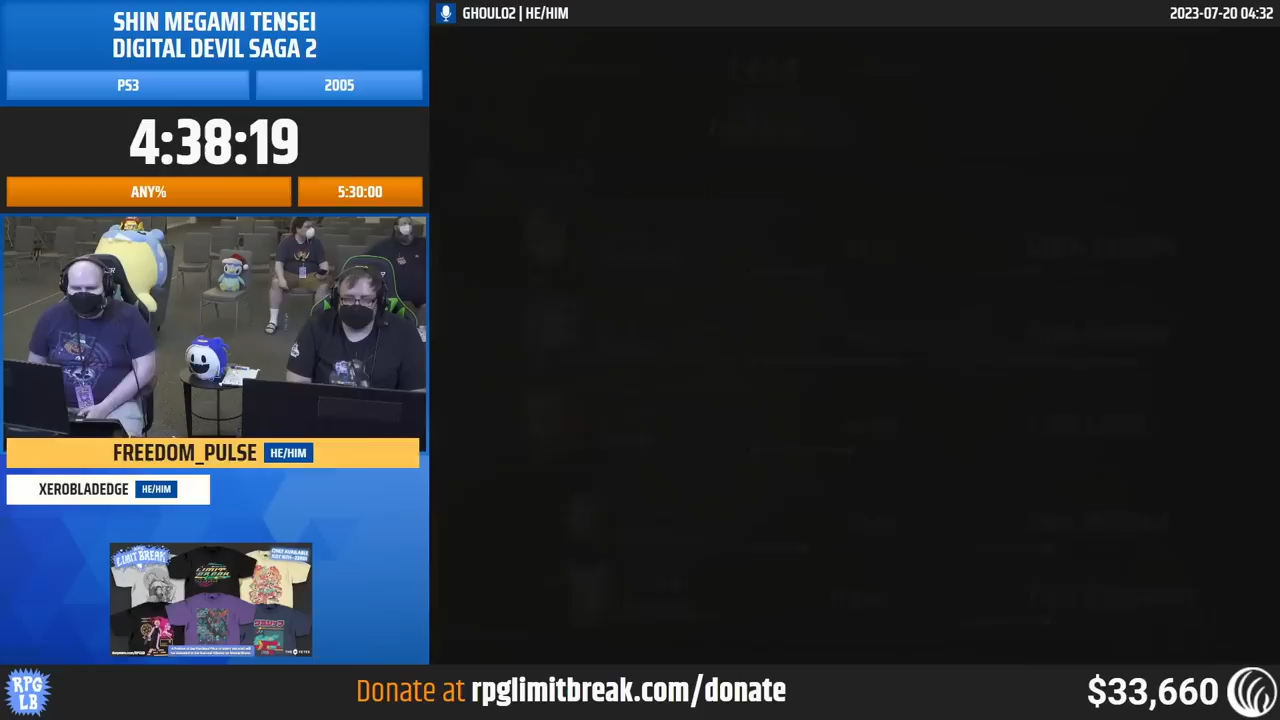 SHIN MEGAMI TENSEI
DIGITAL DEVIL SAGA 2
PS3
2005
4:38:19
ANY%
5:30:00
FREEDOM_PULSE HE/HIM
XEROBLADEDGE HE/HIM
LIMIT BREAK
GHOUL02 | HE/HIM
2023-07-20 04:32
RPG
LB
Donate at rpglimitbreak.com/donate
$33,660